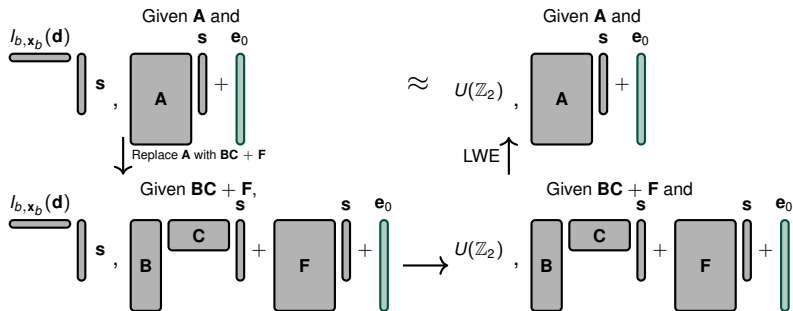 Given A and
I_{b,x_b}(d) s , A s + e_0
≈
Given A and
U(ℤ_2) , A s + e_0
Replace A with BC + F
LWE
Given BC + F,
I_{b,x_b}(d) s , B C s + F s + e_0
Given BC + F and
U(ℤ_2) , B C s + F s + e_0